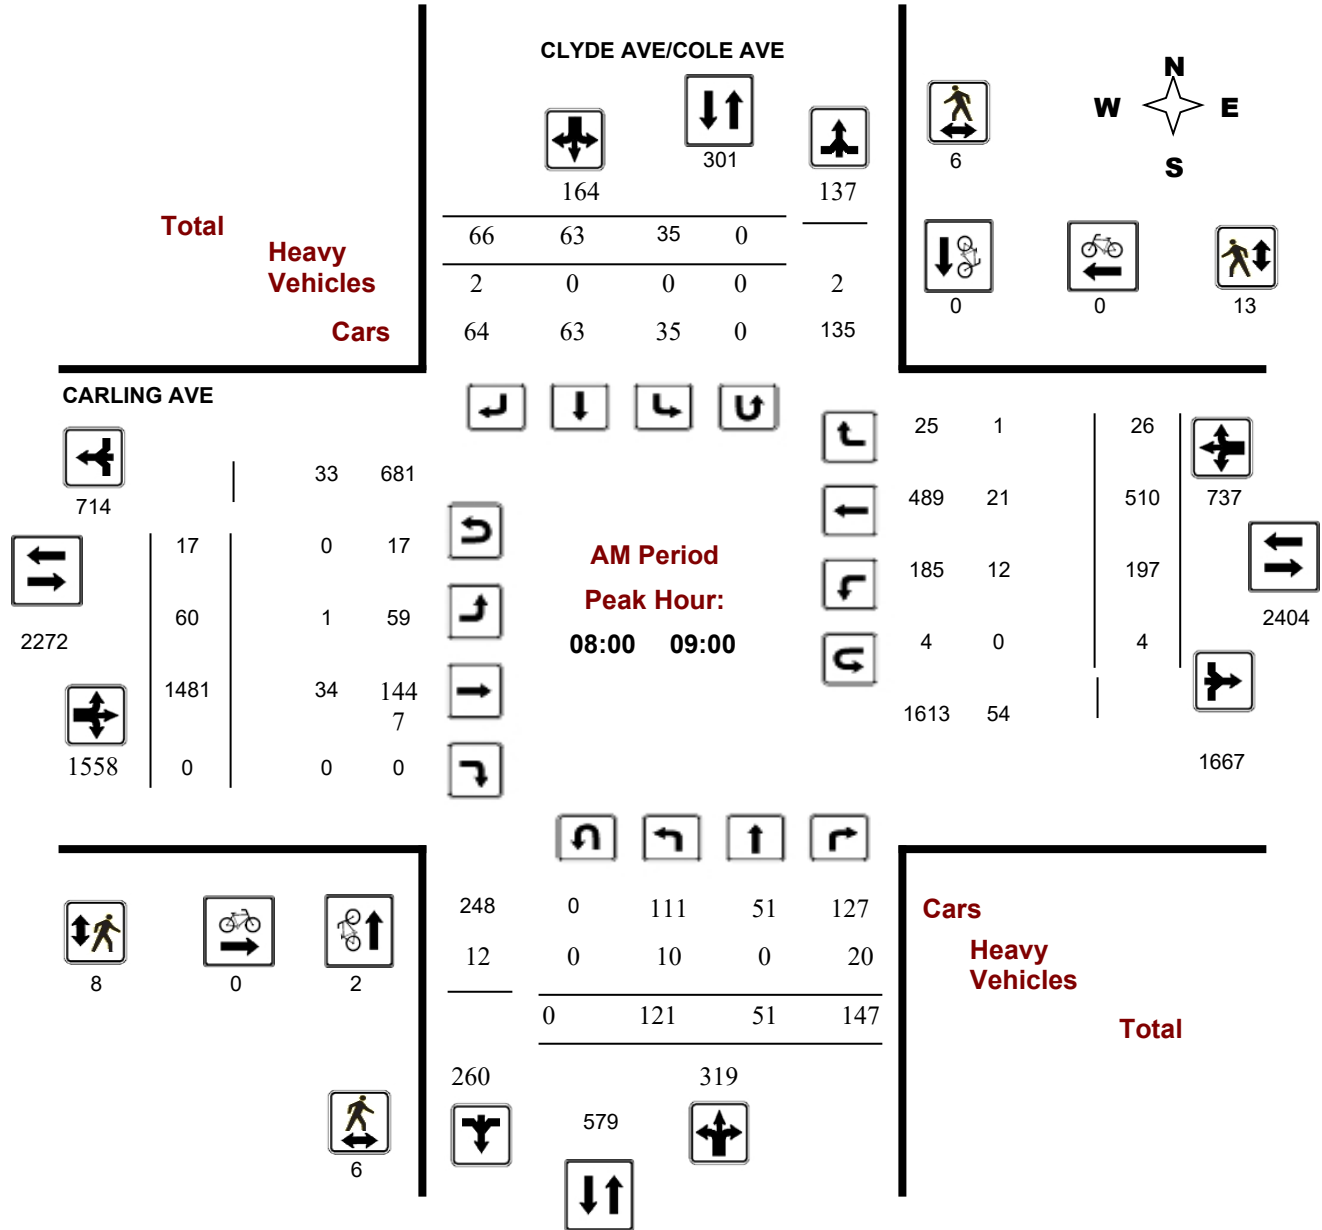 CLYDE AVE/COLE AVE
N
W E
S
301
6
164 137
Total
66 63 35 0
Heavy
Vehicles
2 0 0 0 2
0 0 13
Cars
64 63 35 0 135
CARLING AVE
25 1 26
33 681
714
489 21 510 737
17 0 17
AM Period
185 12 197
Peak Hour:
60 1 59
2404
2272
08:00 09:00
4 0 4
1481 34 144
7
1613 54
1558 0 0 0
1667
248 0 111 51 127
Cars
12 0 10 0 20
Heavy
Vehicles
8 0 2
0 121 51 147
Total
260 319
579
6